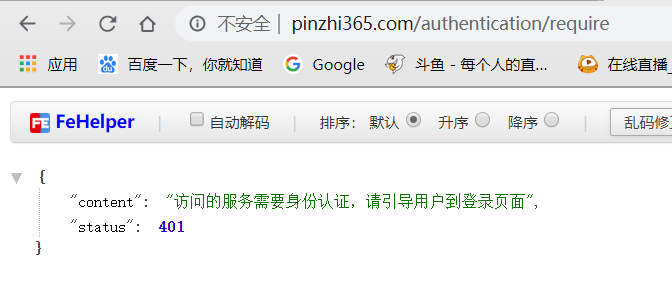 不安全 | pinzhi365.com/authentication/require
应用 百度一下，你就知道 Google 斗鱼 - 每个人的直... 在线直播_
FE FeHelper | 自动解码 | 排序： 默认 升序 降序 | 乱码修
{
"content": "访问的服务需要身份认证，请引导用户到登录页面",
"status": 401
}